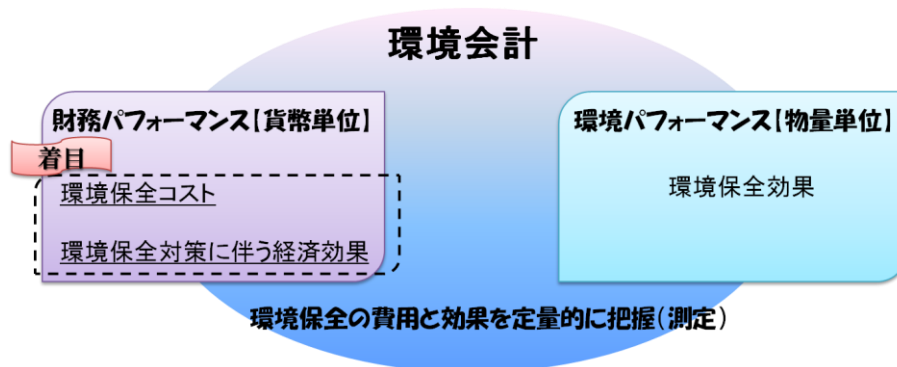 環境会計
財務パフォーマンス【貨幣単位】
着目
環境保全コスト
環境保全対策に伴う経済効果
環境パフォーマンス【物量単位】
環境保全効果
環境保全の費用と効果を定量的に把握(測定)